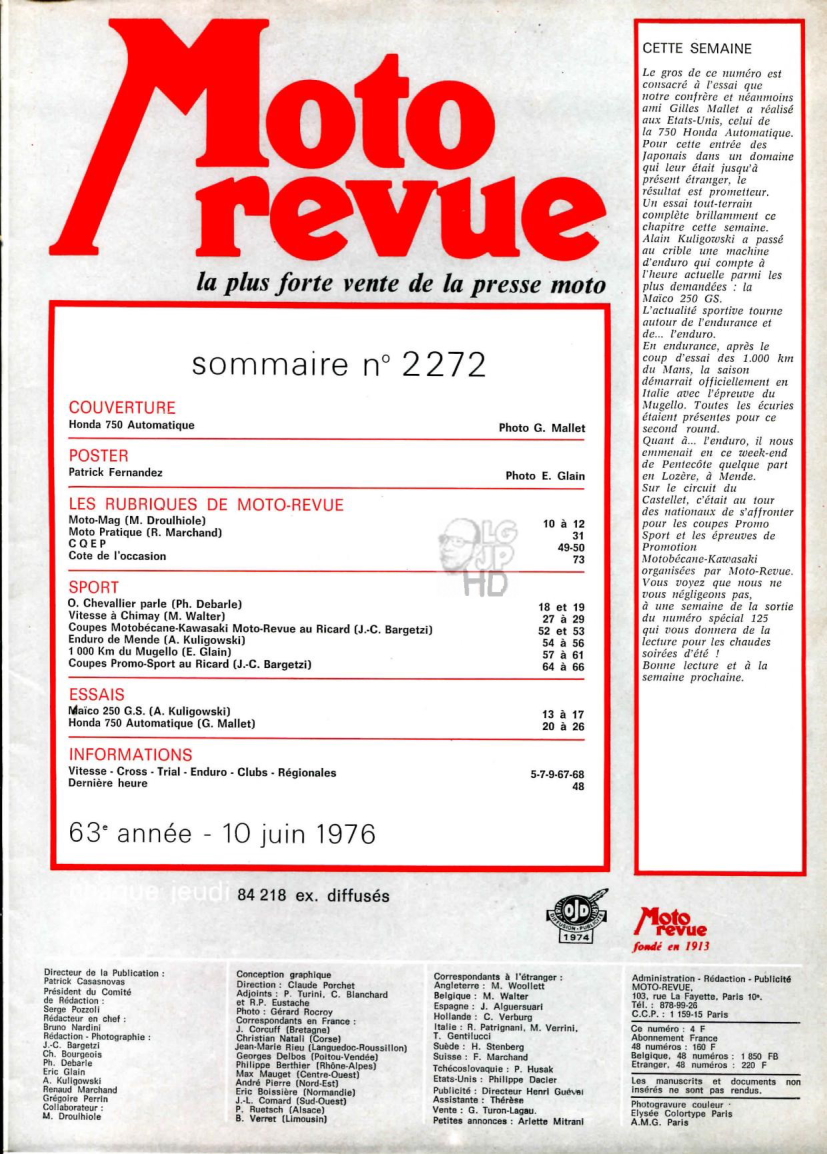 Moto
revue
la plus forte vente de la presse moto
sommaire n° 2272
COUVERTURE
Honda 750 Automatique Photo G. Mallet
POSTER
Patrick Fernandez Photo E. Glain
LES RUBRIQUES DE MOTO-REVUE
Moto-Mag (M. Droulhiole) 10 à 12
Moto Pratique (R. Marchand) 31
C Q E P 49-50
Cote de l'occasion 73
SPORT
O. Chevallier parle (Ph. Debarle) 18 et 19
Vitesse à Chimay (M. Walter) 27 à 29
Coupes Motobécane-Kawasaki Moto-Revue au Ricard (J.-C. Bargetzi) 52 et 53
Enduro de Mende (A. Kuligowski) 54 à 56
1 000 Km du Mugello (E. Glain) 57 à 61
Coupes Promo-Sport au Ricard (J.-C. Bargetzi) 64 à 66
ESSAIS
Maïco 250 G.S. (A. Kuligowski) 13 à 17
Honda 750 Automatique (G. Mallet) 20 à 26
INFORMATIONS
Vitesse - Cross - Trial - Enduro - Clubs - Régionales 5-7-9-67-68
Dernière heure 48
63e année - 10 juin 1976
LG
JP
HD
CETTE SEMAINE
Le gros de ce numéro est
consacré à l'essai que
notre confrère et néanmoins
ami Gilles Mallet a réalisé
aux Etats-Unis, celui de
la 750 Honda Automatique.
Pour cette entrée des
Japonais dans un domaine
qui leur était jusqu'à
présent étranger, le
résultat est prometteur.
Un essai tout-terrain
complète brillamment ce
chapitre cette semaine.
Alain Kuligowski a passé
au crible une machine
d'enduro qui compte à
l'heure actuelle parmi les
plus demandées : la
Maïco 250 GS.
L'actualité sportive tourne
autour de l'endurance et
de... l'enduro.
En endurance, après le
coup d'essai des 1.000 km
du Mans, la saison
démarrait officiellement en
Italie avec l'épreuve du
Mugello. Toutes les écuries
étaient présentes pour ce
second round.
Quant à... l'enduro, il nous
emmenait en ce week-end
de Pentecôte quelque part
en Lozère, à Mende.
Sur le circuit du
Castellet, c'était au tour
des nationaux de s'affronter
pour les coupes Promo
Sport et les épreuves de
Promotion
Motobécane-Kawasaki
organisées par Moto-Revue.
Vous voyez que nous ne
vous négligeons pas,
à une semaine de la sortie
du numéro spécial 125
qui vous donnera de la
lecture pour les chaudes
soirées d'été !
Bonne lecture et à la
semaine prochaine.
chaque jeudi 84 218 ex. diffusés
OJD
DIFFUSION - PUBLICITE
1974
Moto
revue
fondé en 1913
Directeur de la Publication :
Patrick Casasnovas
Président du Comité
de Rédaction :
Serge Pozzoli
Rédacteur en chef :
Bruno Nardini
Rédaction - Photographie :
J.-C. Bargetzi
Ch. Bourgeois
Ph. Debarle
Eric Glain
A. Kuligowski
Renaud Marchand
Grégoire Perrin
Collaborateur :
M. Droulhiole
Conception graphique
Direction : Claude Porchet
Adjoints : P. Turini, C. Blanchard
et R.P. Eustache
Photo : Gérard Rocroy
Correspondants en France :
J. Corcuff (Bretagne)
Christian Natali (Corse)
Jean-Marie Rieu (Languedoc-Roussillon)
Georges Delbos (Poitou-Vendée)
Philippe Berthier (Rhône-Alpes)
Max Mauget (Centre-Ouest)
André Pierre (Nord-Est)
Eric Boissière (Normandie)
J.-L. Comard (Sud-Ouest)
P. Ruetsch (Alsace)
B. Verret (Limousin)
Correspondants à l'étranger :
Angleterre : M. Woollett
Belgique : M. Walter
Espagne : J. Alguersuari
Hollande : C. Verburg
Italie : R. Patrignani, M. Verrini,
T. Gentilucci
Suède : H. Stenberg
Suisse : F. Marchand
Tchécoslovaquie : P. Husak
Etats-Unis : Philippe Dacier
Publicité : Directeur Henri Guével
Assistante : Thérèse
Vente : G. Turon-Lagau.
Petites annonces : Arlette Mitrani
Administration - Rédaction - Publicité
MOTO-REVUE,
103, rue La Fayette, Paris 10e.
Tél. : 878-99-26
C.C.P. : 1 159-15 Paris
Ce numéro : 4 F
Abonnement France
48 numéros : 160 F
Belgique, 48 numéros : 1 850 FB
Etranger, 48 numéros : 220 F
Les manuscrits et documents non
insérés ne sont pas rendus.
Photogravure couleur -
Elysée Colortype Paris
A.M.G. Paris